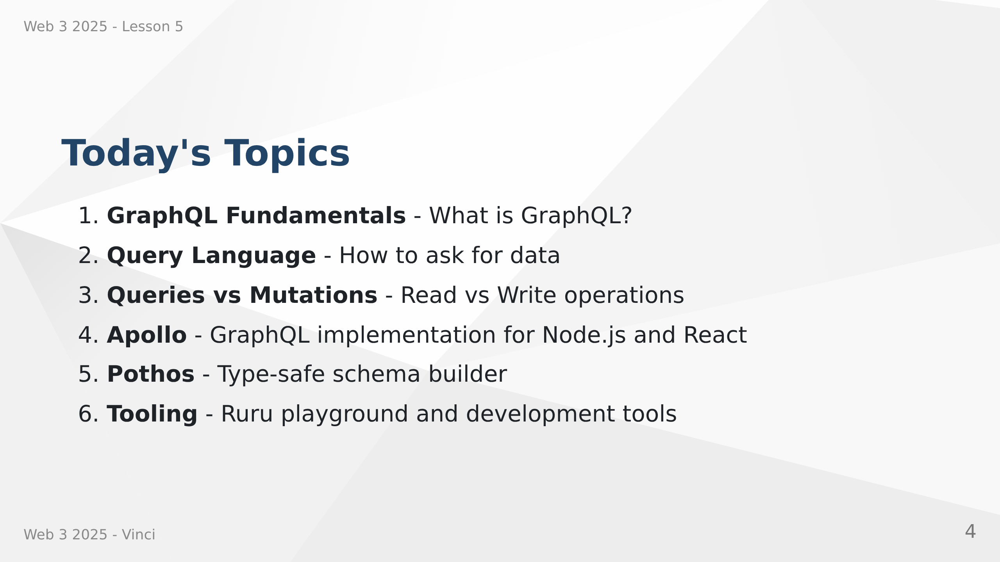 Web 3 2025 - Lesson 5
Today's Topics
1. GraphQL Fundamentals - What is GraphQL?
2. Query Language - How to ask for data
3. Queries vs Mutations - Read vs Write operations
4. Apollo - GraphQL implementation for Node.js and React
5. Pothos - Type-safe schema builder
6. Tooling - Ruru playground and development tools
Web 3 2025 - Vinci
4